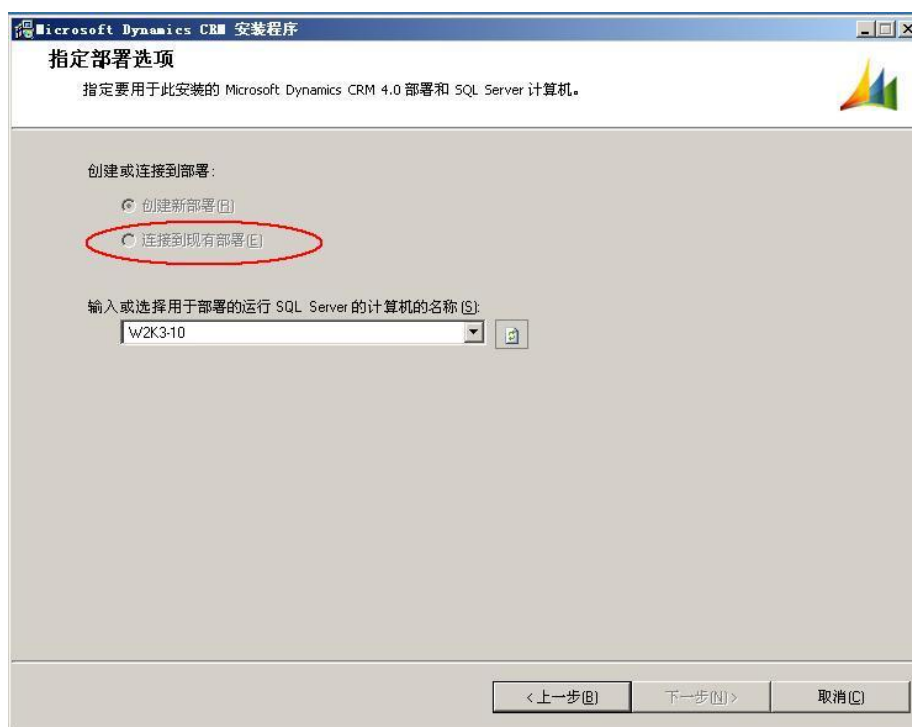 Microsoft Dynamics CRM 安装程序
指定部署选项
指定要用于此安装的 Microsoft Dynamics CRM 4.0 部署和 SQL Server 计算机。
创建或连接到部署:
创建新部署(R)
连接到现有部署(E)
输入或选择用于部署的运行 SQL Server 的计算机的名称(S):
W2K3-10
<上一步(B)
下一步(N)>
取消(C)